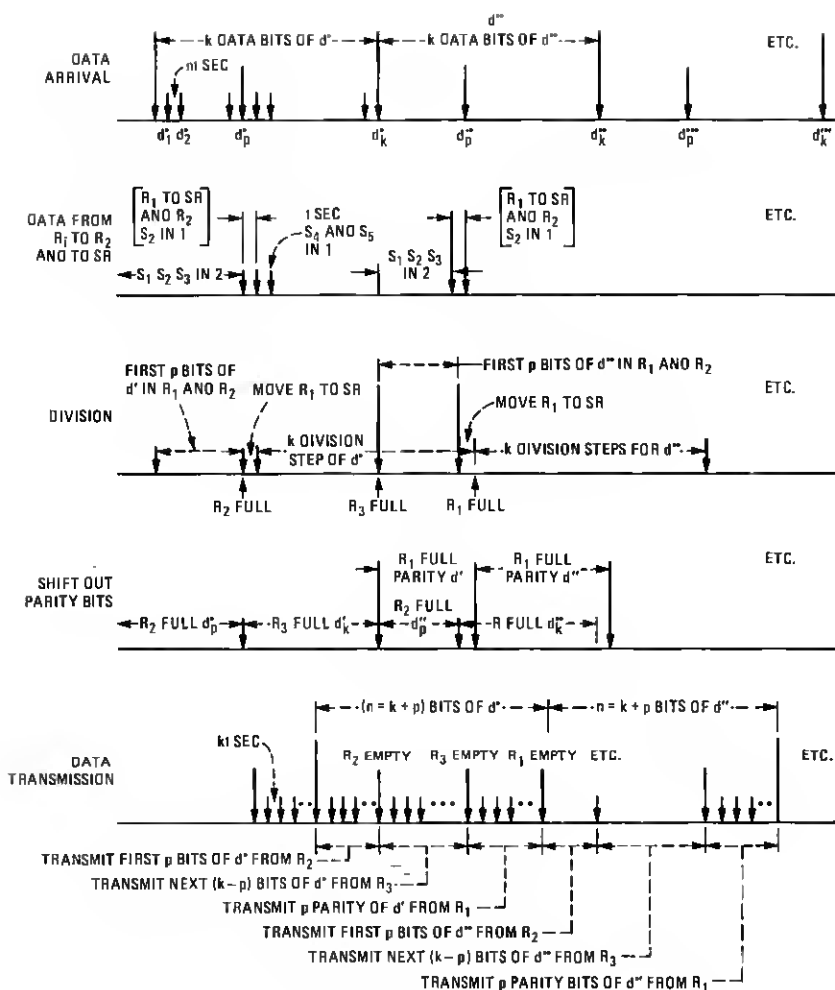 d"
k DATA BITS OF d' k DATA BITS OF d" ETC.
DATA ARRIVAL
nt SEC
d'1 d'2 d'p d'k d"p d"k d'''p d'''k
R1 TO SR AND R2 S2 IN 1
1 SEC
S4 AND S5 IN 1
R1 TO SR AND R2 S2 IN 1
ETC.
DATA FROM R1 TO R2 AND TO SR
S1 S2 S3 IN 2
S1 S2 S3 IN 2
FIRST p BITS OF d' IN R1 AND R2
MOVE R1 TO SR
FIRST p BITS OF d" IN R1 AND R2
ETC.
DIVISION
MOVE R1 TO SR
k DIVISION STEP OF d'
k DIVISION STEPS FOR d"
R2 FULL R3 FULL R1 FULL
SHIFT OUT PARITY BITS
R1 FULL PARITY d'
R1 FULL PARITY d"
ETC.
R2 FULL d'p R3 FULL d'k
R2 FULL d"p
R FULL d"k
(n = k + p) BITS OF d' n = k + p BITS OF d"
DATA TRANSMISSION
kt SEC
R2 EMPTY R3 EMPTY R1 EMPTY ETC. ETC.
TRANSMIT FIRST p BITS OF d' FROM R2
TRANSMIT NEXT (k-p) BITS OF d' FROM R3
TRANSMIT p PARITY OF d' FROM R1
TRANSMIT FIRST p BITS OF d" FROM R2
TRANSMIT NEXT (k-p) BITS OF d" FROM R3
TRANSMIT p PARITY BITS OF d" FROM R1